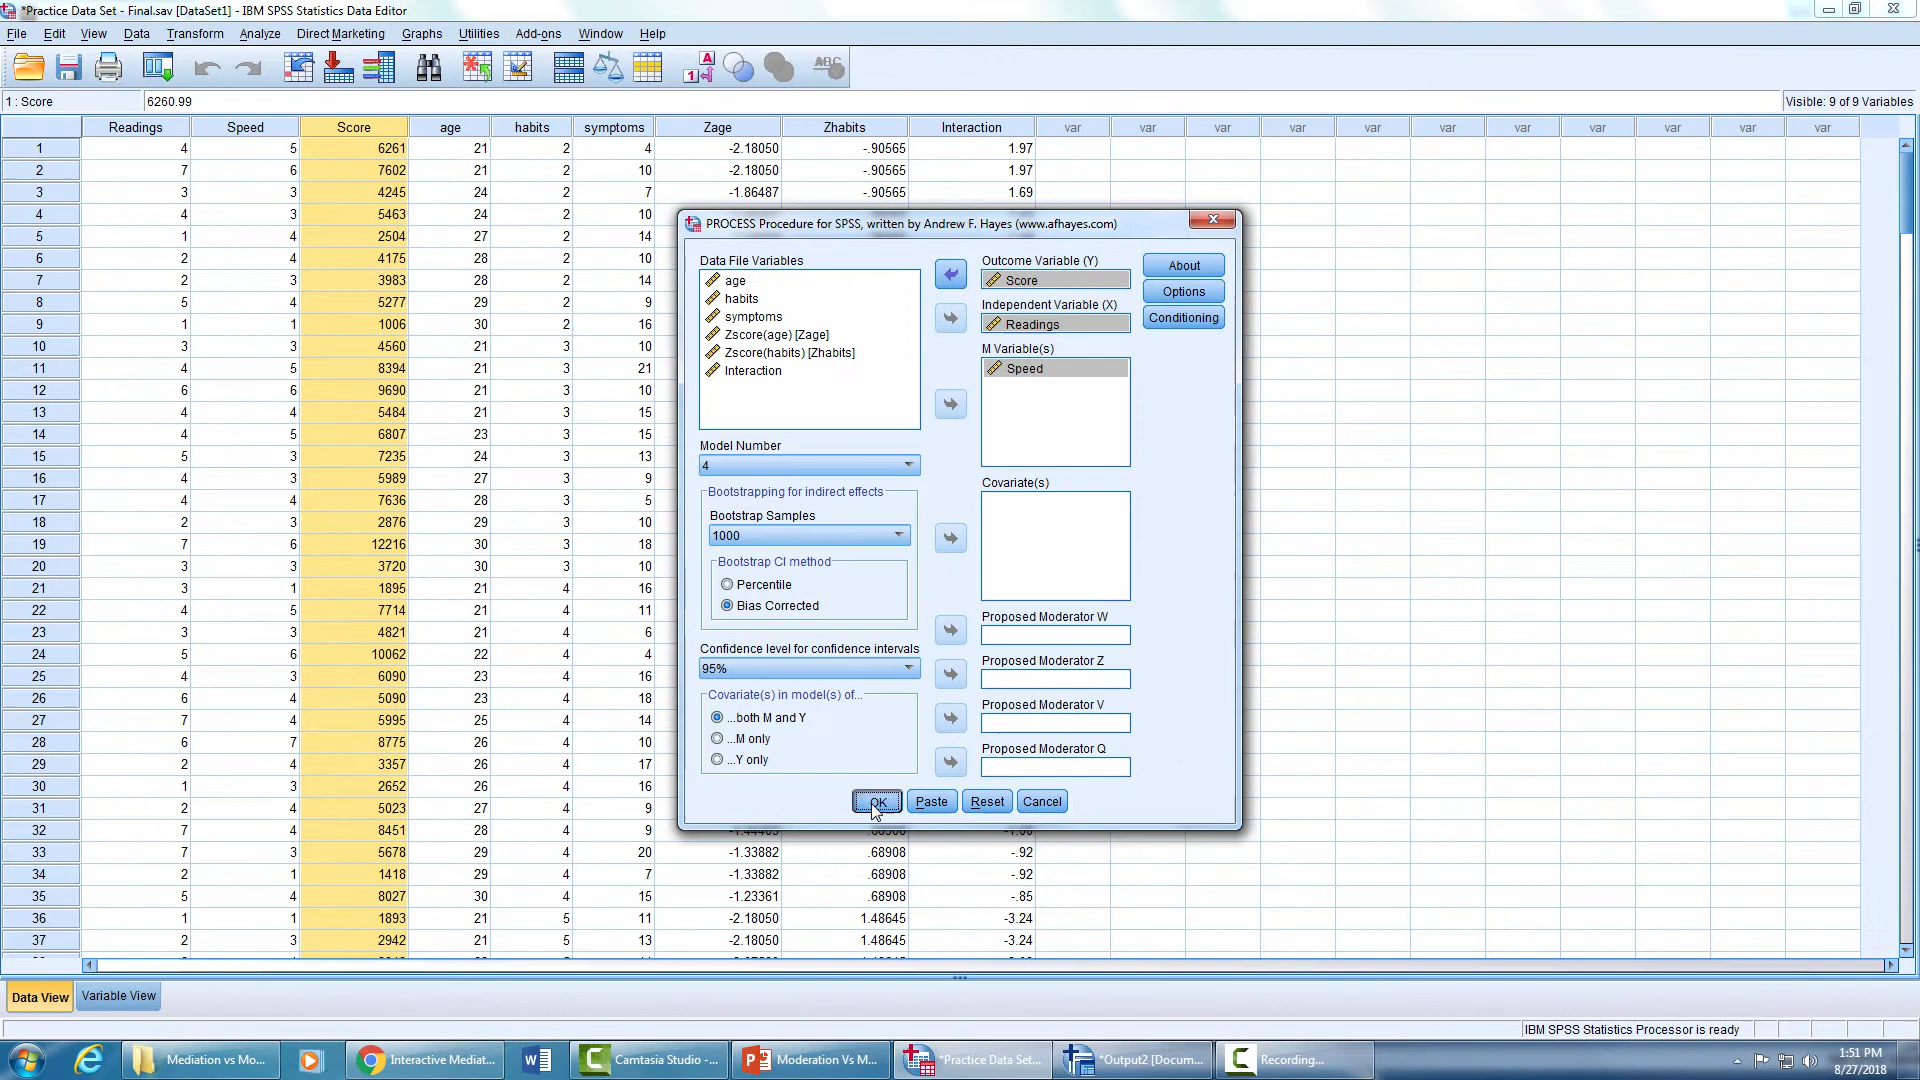 *Practice Data Set - Final.sav [DataSet1] - IBM SPSS Statistics Data Editor
File Edit View Data Transform Analyze Direct Marketing Graphs Utilities Add-ons Window Help
1 : Score 6260.99 Visible: 9 of 9 Variables
Readings Speed Score age habits symptoms Zage Zhabits Interaction var var var var var var var var var var var
1 4 5 6261 21 2 4 -2.18050 -.90565 1.97
2 7 6 7602 21 2 10 -2.18050 -.90565 1.97
3 3 3 4245 24 2 7 -1.86487 -.90565 1.69
4 4 3 5463 24 2 10
5 1 4 2504 27 2 14
6 2 4 4175 28 2 10
7 2 3 3983 28 2 14
8 5 4 5277 29 2 9
9 1 1 1006 30 2 16
10 3 3 4560 21 3 10
11 4 5 8394 21 3 21
12 6 6 9690 21 3 10
13 4 4 5484 21 3 15
14 4 5 6807 23 3 15
15 5 3 7235 24 3 13
16 4 3 5989 27 3 9
17 4 4 7636 28 3 5
18 2 3 2876 29 3 10
19 7 6 12216 30 3 18
20 3 3 3720 30 3 10
21 3 1 1895 21 4 16
22 4 5 7714 21 4 11
23 3 3 4821 21 4 6
24 5 6 10062 22 4 4
25 4 3 6090 23 4 16
26 6 4 5090 23 4 18
27 7 4 5995 25 4 14
28 6 7 8775 26 4 10
29 2 4 3357 26 4 17
30 1 3 2652 26 4 16
31 2 4 5023 27 4 9
32 7 4 8451 28 4 9
33 7 3 5678 29 4 20 -1.33882 .68908 -.92
34 2 1 1418 29 4 7 -1.33882 .68908 -.92
35 5 4 8027 30 4 15 -1.23361 .68908 -.85
36 1 1 1893 21 5 11 -2.18050 1.48645 -3.24
37 2 3 2942 21 5 13 -2.18050 1.48645 -3.24
PROCESS Procedure for SPSS, written by Andrew F. Hayes (www.afhayes.com)
Data File Variables
age
habits
symptoms
Zscore(age) [Zage]
Zscore(habits) [Zhabits]
Interaction
Model Number
4
Bootstrapping for indirect effects
Bootstrap Samples
1000
Bootstrap CI method
Percentile
Bias Corrected
Confidence level for confidence intervals
95%
Covariate(s) in model(s) of...
...both M and Y
...M only
...Y only
Outcome Variable (Y)
Score
Independent Variable (X)
Readings
M Variable(s)
Speed
Covariate(s)
Proposed Moderator W
Proposed Moderator Z
Proposed Moderator V
Proposed Moderator Q
About
Options
Conditioning
OK Paste Reset Cancel
Data View Variable View
IBM SPSS Statistics Processor is ready
Mediation vs Mo... Interactive Mediat... Camtasia Studio -... Moderation Vs M... *Practice Data Set... *Output2 [Docum... Recording...
1:51 PM
8/27/2018